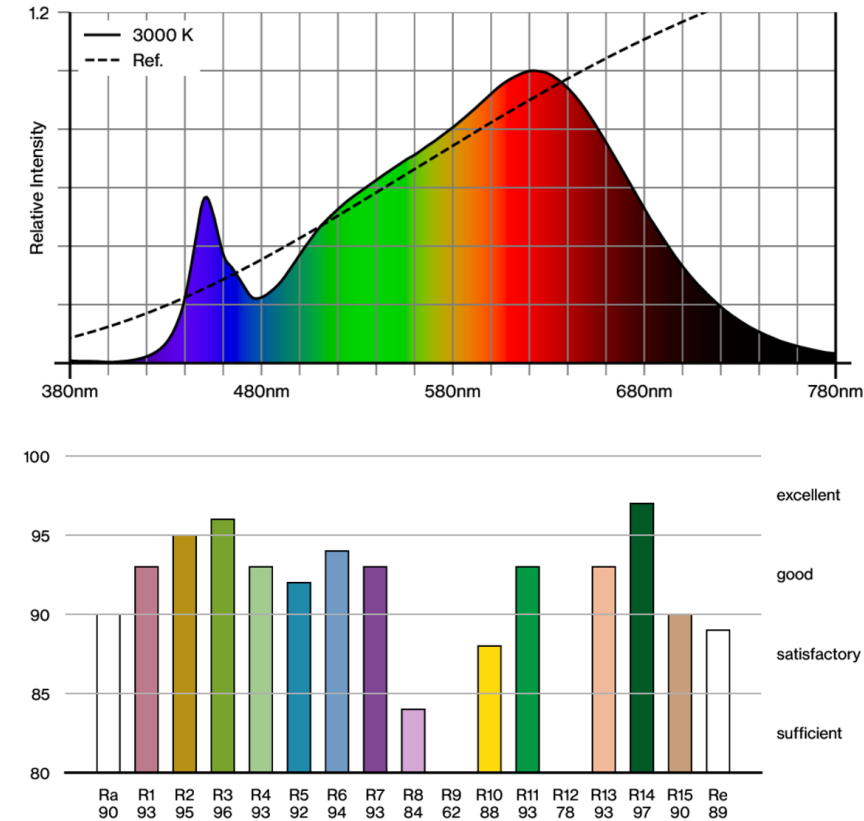 1.2
3000 K
Ref.
Relative Intensity
380nm 480nm 580nm 680nm 780nm
100
excellent
95
good
90
satisfactory
85
sufficient
80
Ra R1 R2 R3 R4 R5 R6 R7 R8 R9 R10 R11 R12 R13 R14 R15 Re
90 93 95 96 93 92 94 93 84 62 88 93 78 93 97 90 89